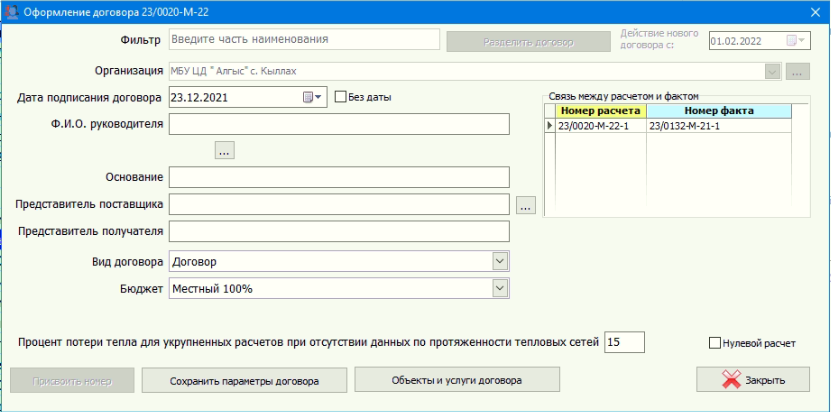 Оформление договора 23/0020-М-22
Фильтр Введите часть наименования Разделить договор Действие нового договора с: 01.02.2022
Организация МБУ ЦД " Алгыс" с. Кыллах ...
Дата подписания договора 23.12.2021 Без даты
Связь между расчетом и фактом
Номер расчета Номер факта
23/0020-М-22-1 23/0132-М-21-1
Ф.И.О. руководителя
...
Основание
Представитель поставщика ...
Представитель получателя
Вид договора Договор
Бюджет Местный 100%
Процент потери тепла для укрупненных расчетов при отсутствии данных по протяженности тепловых сетей 15 Нулевой расчет
Присвоить номер Сохранить параметры договора Объекты и услуги договора Закрыть